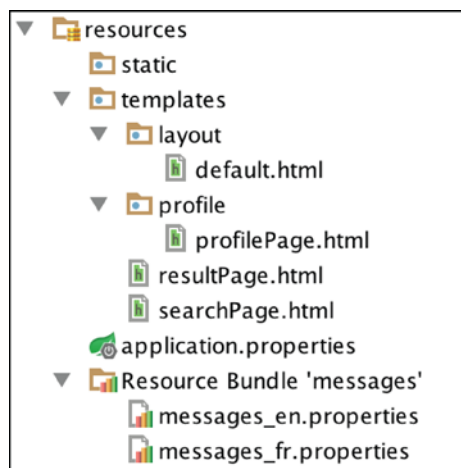 resources
static
templates
layout
default.html
profile
profilePage.html
resultPage.html
searchPage.html
application.properties
Resource Bundle 'messages'
messages_en.properties
messages_fr.properties